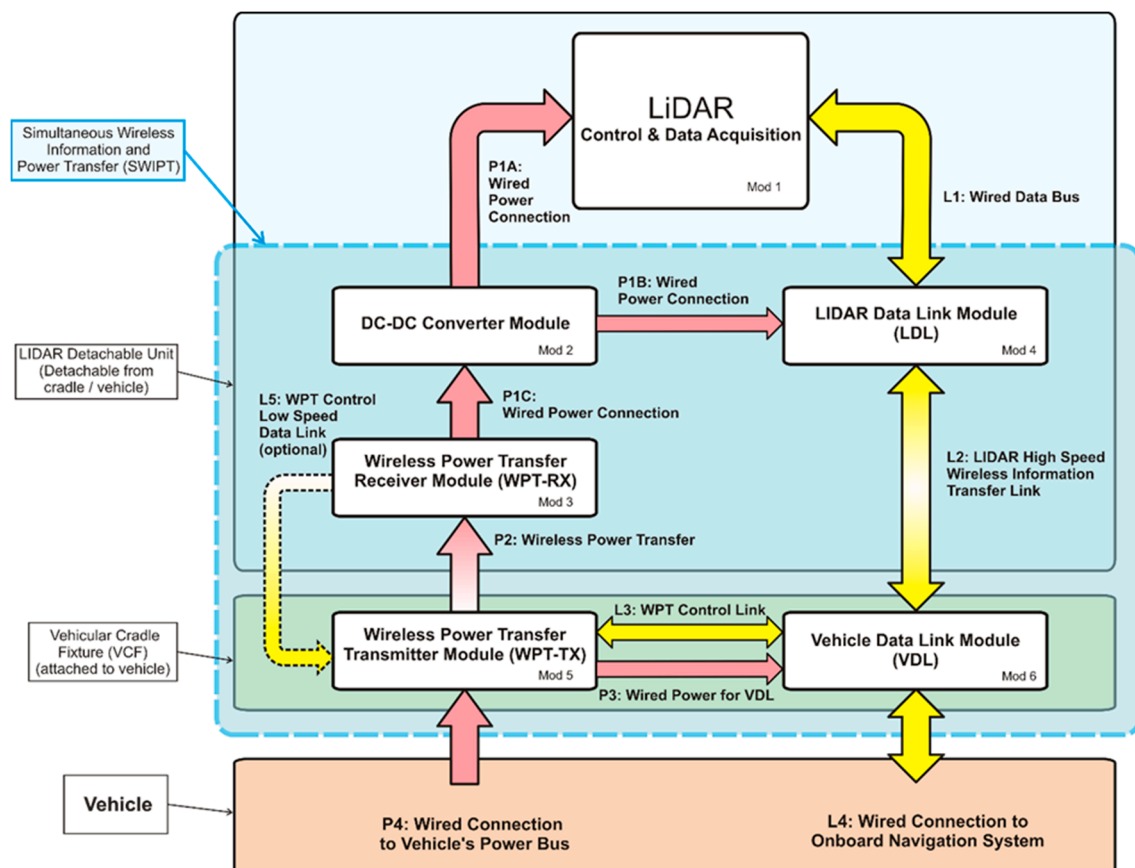 LiDAR
Control & Data Acquisition
Mod 1
Simultaneous Wireless
Information and
Power Transfer (SWIPT)
P1A:
Wired
Power
Connection
L1: Wired Data Bus
P1B: Wired
Power Connection
DC-DC Converter Module
Mod 2
LIDAR Data Link Module
(LDL)
Mod 4
LIDAR Detachable Unit
(Detachable from
cradle / vehicle)
L5: WPT Control
Low Speed
Data Link
(optional)
P1C:
Wired Power Connection
Wireless Power Transfer
Receiver Module (WPT-RX)
Mod 3
L2: LIDAR High Speed
Wireless Information
Transfer Link
P2: Wireless Power Transfer
Vehicular Cradle
Fixture (VCF)
(attached to vehicle)
Wireless Power Transfer
Transmitter Module (WPT-TX)
Mod 5
L3: WPT Control Link
P3: Wired Power for VDL
Vehicle Data Link Module
(VDL)
Mod 6
Vehicle
P4: Wired Connection
to Vehicle's Power Bus
L4: Wired Connection to
Onboard Navigation System